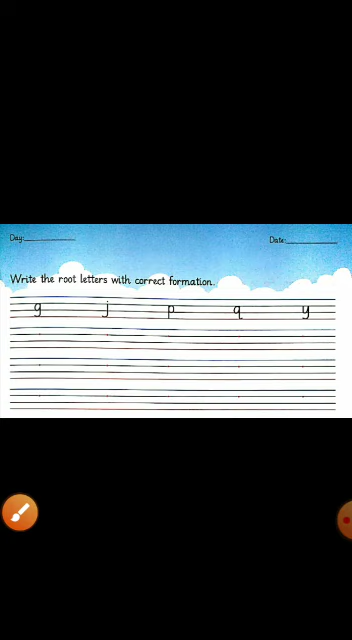 Day:
Date:
Write the root letters with correct formation.
g j p q y